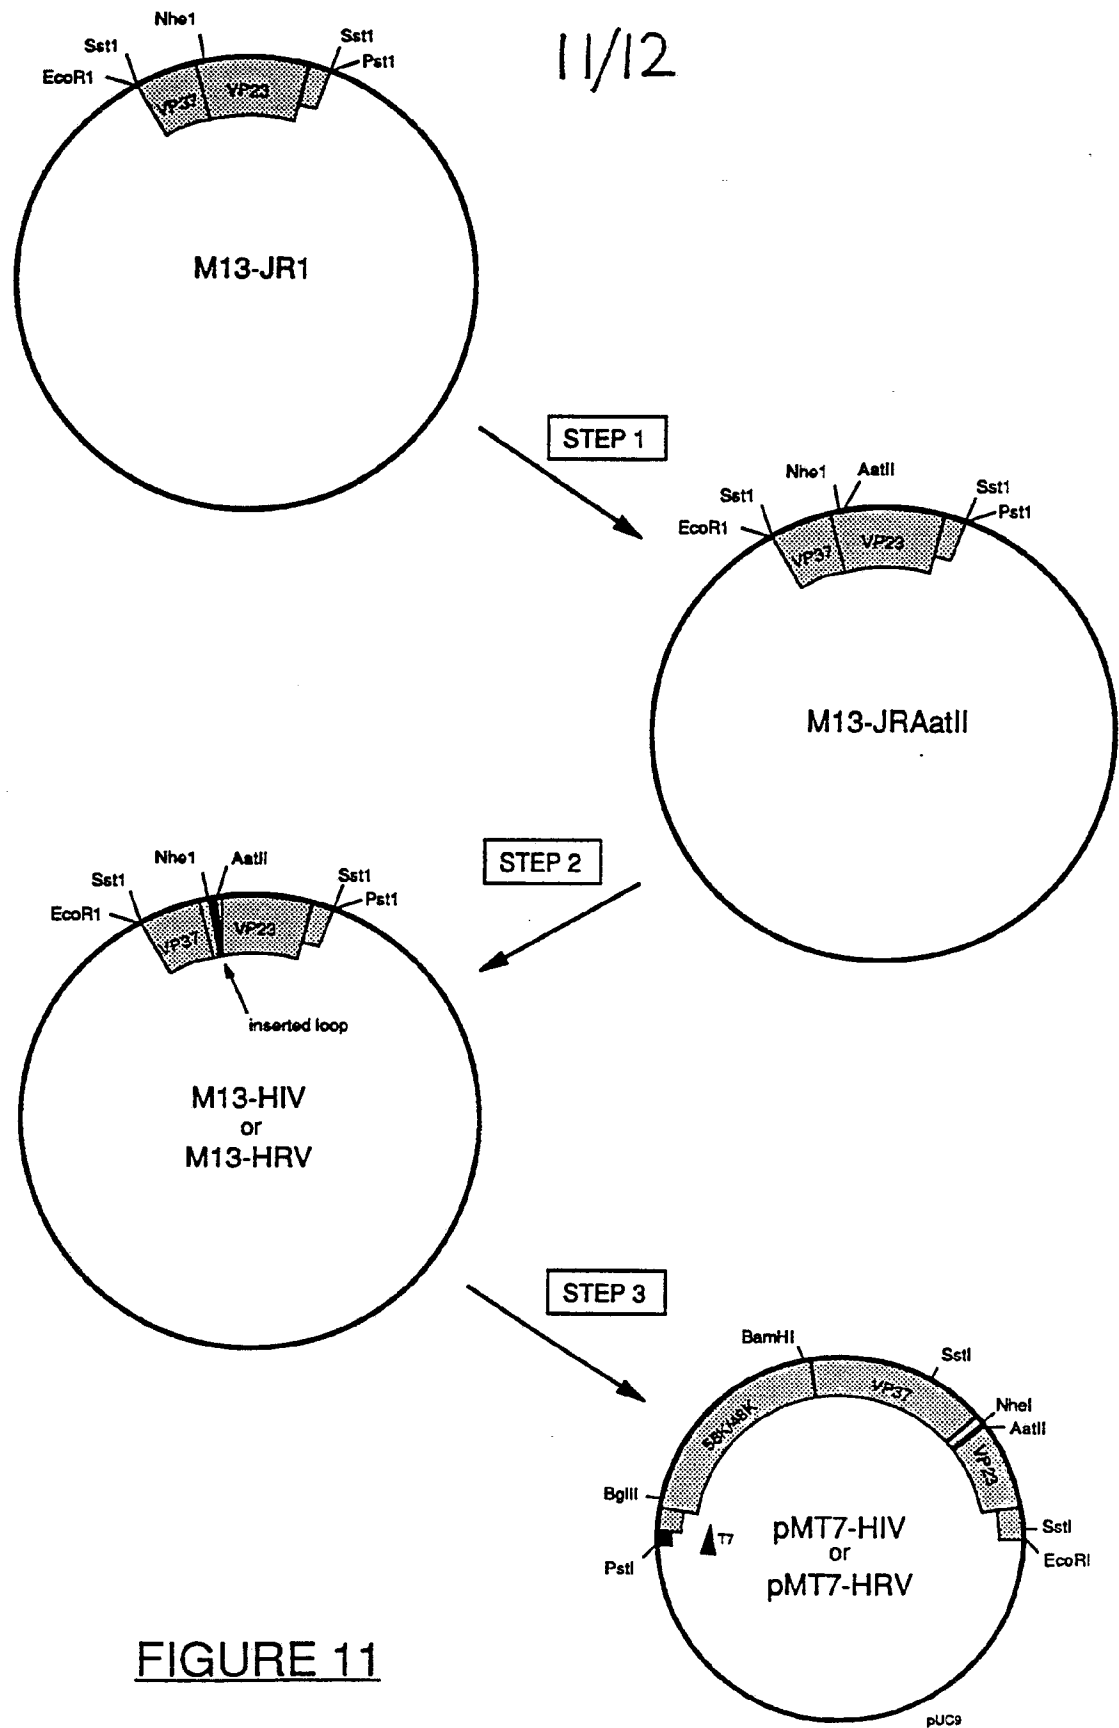 11/12
Nhe1
Sst1
EcoR1
Sst1
Pst1
VP37
VP23
M13-JR1
STEP 1
Nhe1
AatII
Sst1
EcoR1
Sst1
Pst1
VP37
VP23
M13-JRAatII
STEP 2
Nhe1
AatII
Sst1
EcoR1
Sst1
Pst1
VP37
VP23
inserted loop
M13-HIV
or
M13-HRV
STEP 3
BamHI
SstI
VP37
NheI
AatII
58K/48K
VP23
BglII
T7
PstI
SstI
EcoRI
pMT7-HIV
or
pMT7-HRV
pUC9
FIGURE 11